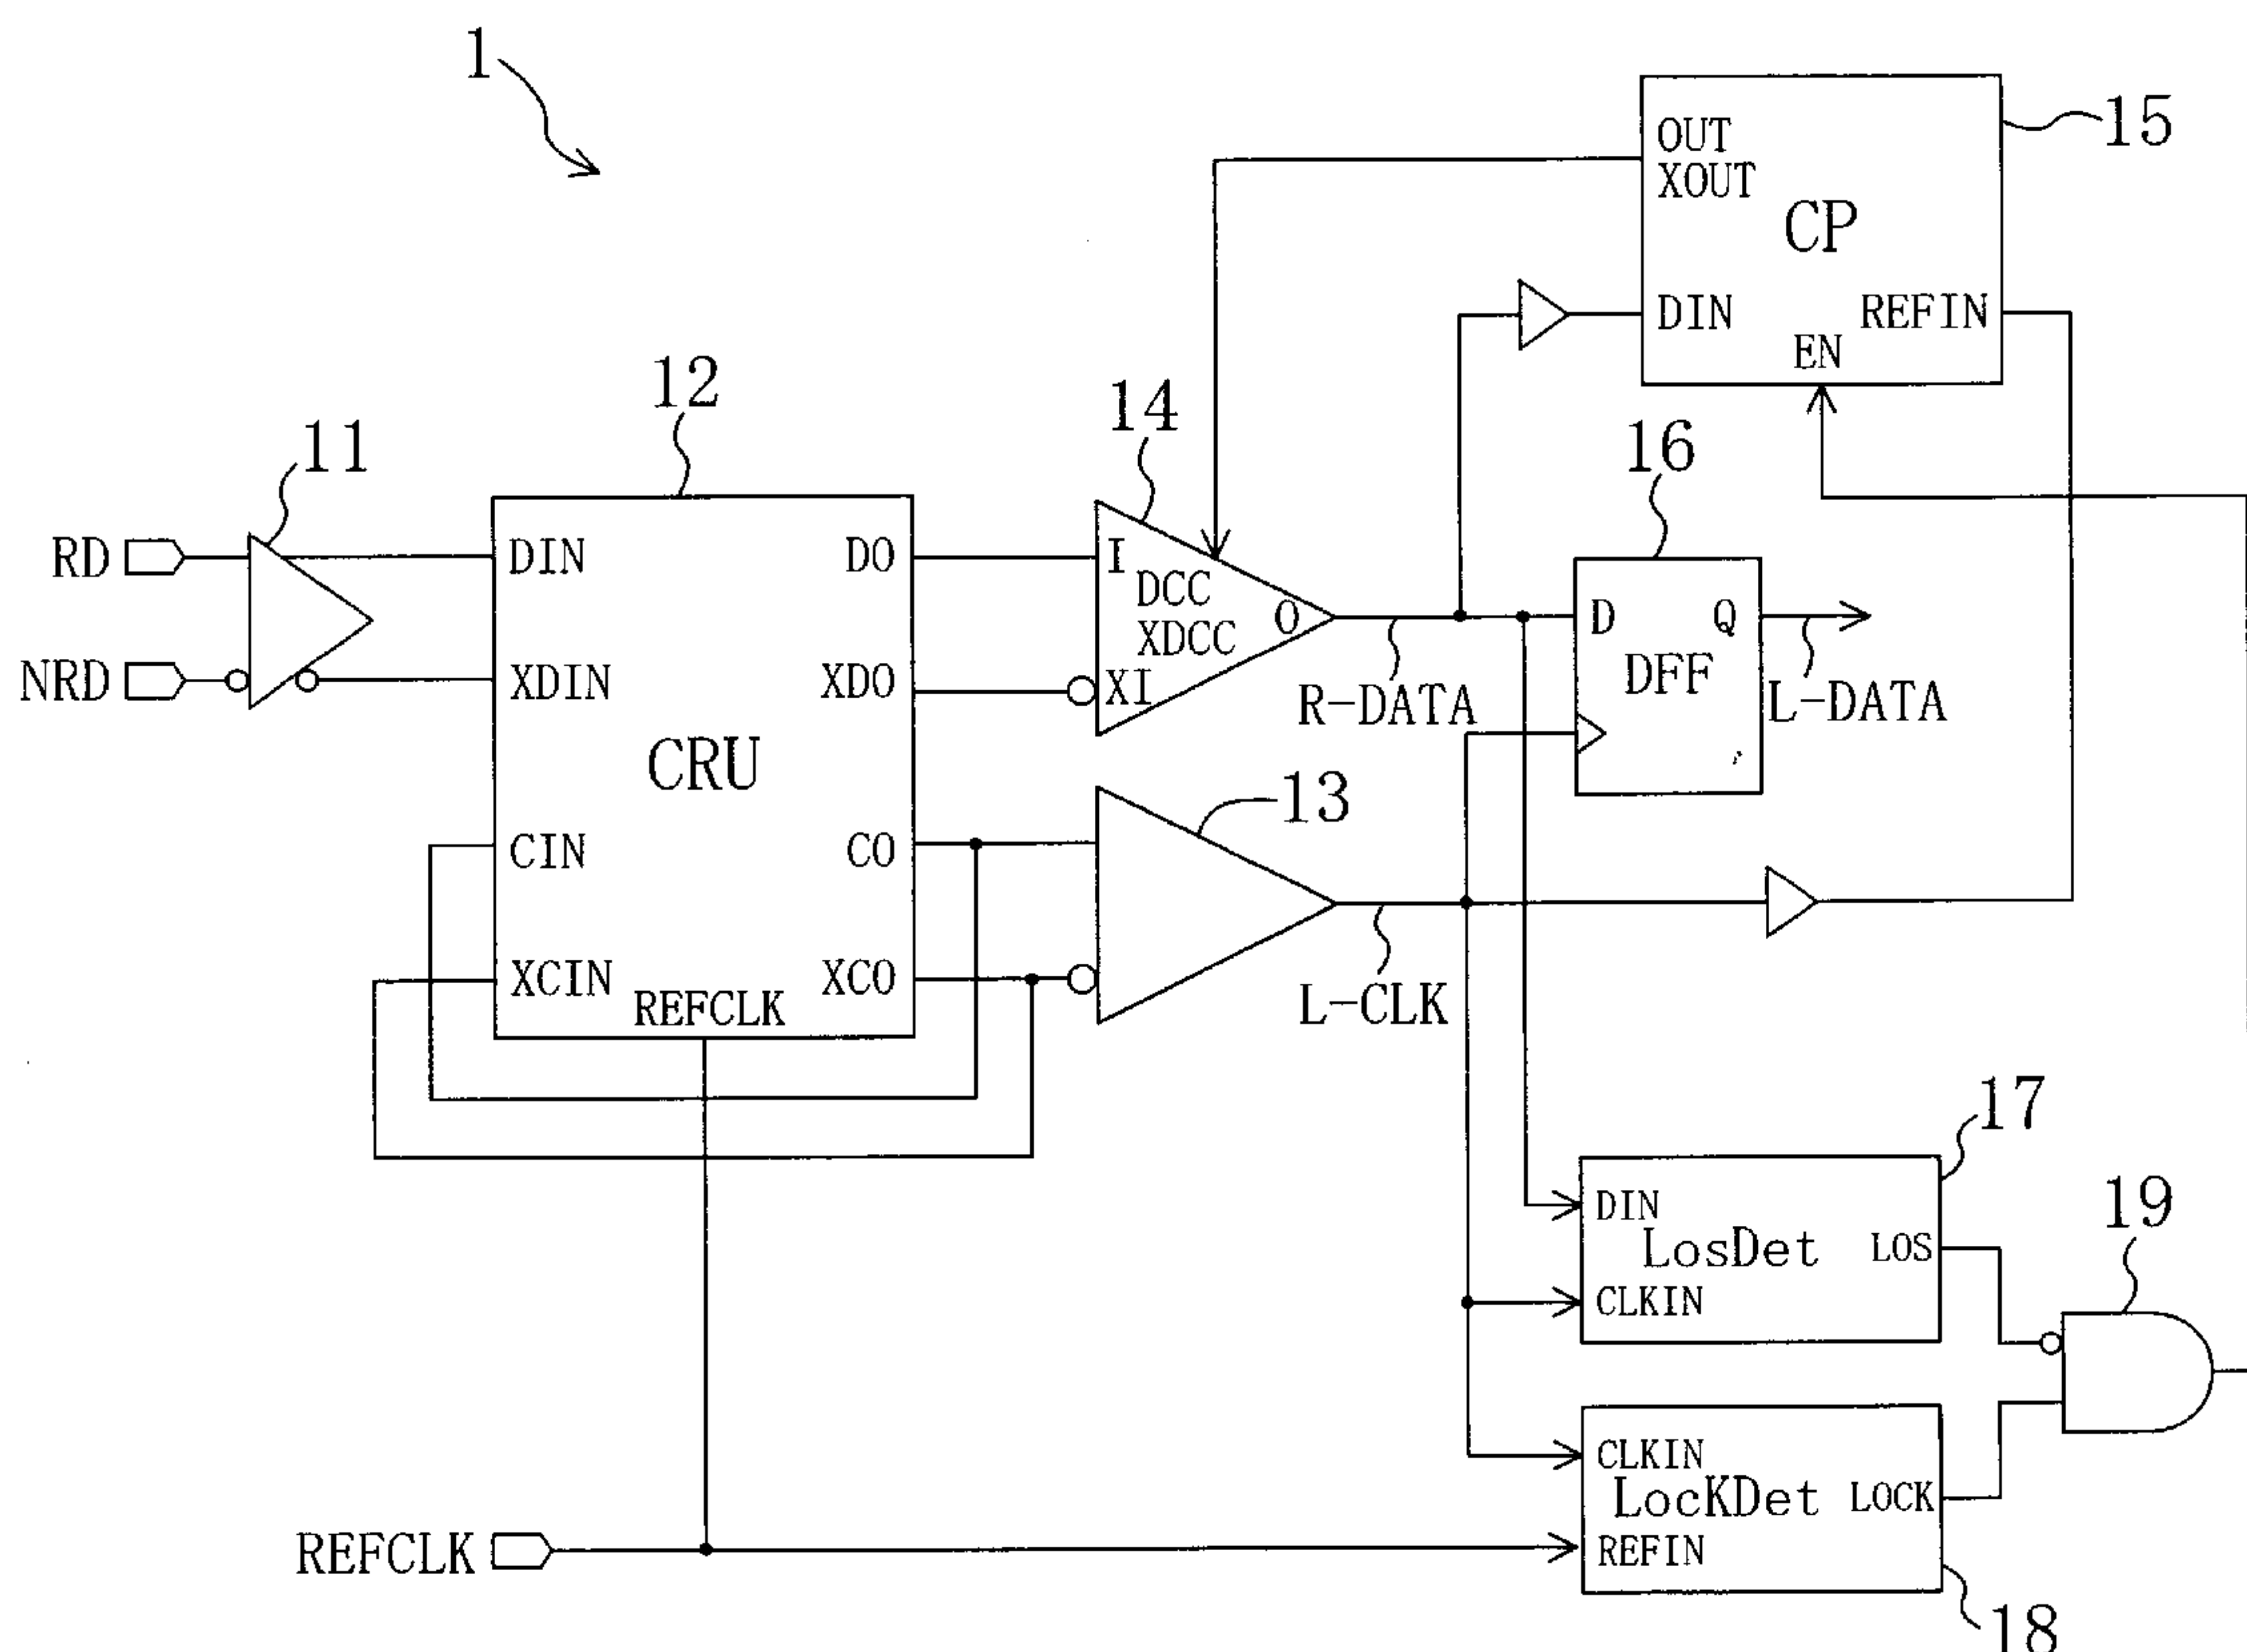 1
15
OUT
XOUT
CP
DIN
REFIN
EN
12
14
16
11
RD
DIN
DO
I
DCC
XDCC
O
D
Q
DFF
NRD
XDIN
XDO
XI
R-DATA
L-DATA
CRU
13
CIN
CO
XCIN
XCO
REFCLK
L-CLK
17
DIN
LosDet
LOS
CLKIN
19
CLKIN
LocKDet
LOCK
REFIN
REFCLK
18